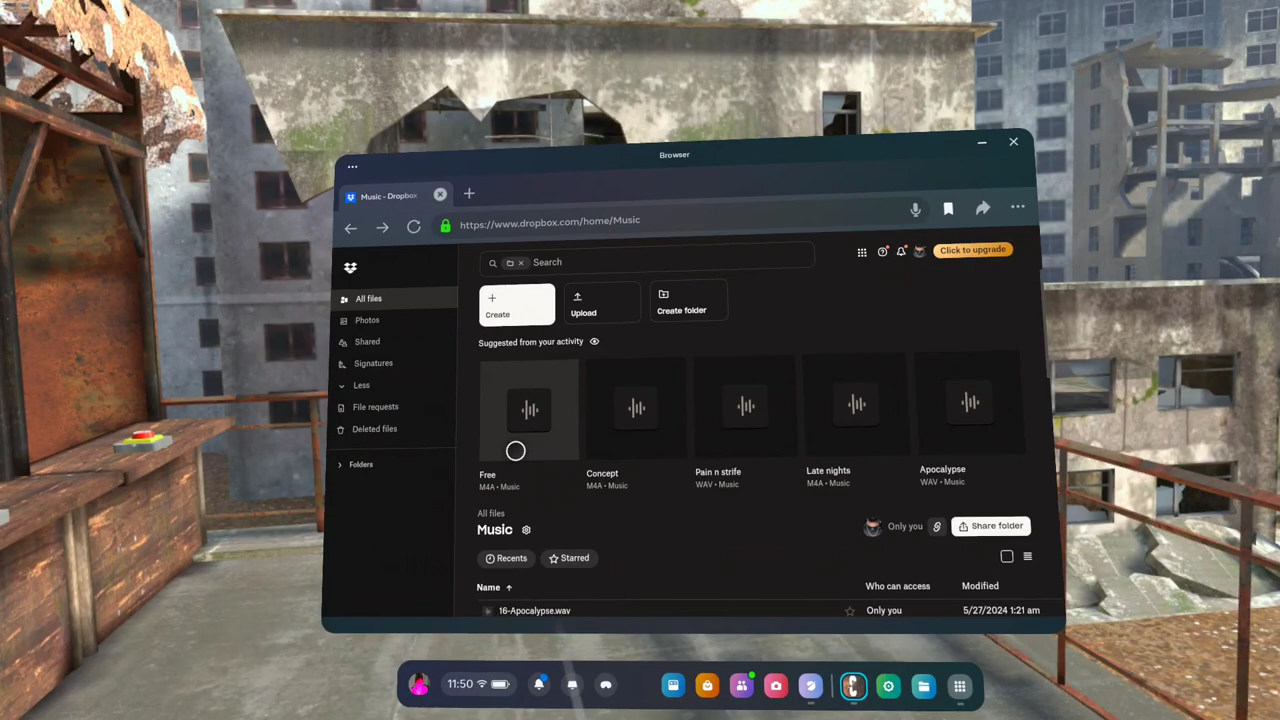 Browser
Music - Dropbox
https://www.dropbox.com/home/Music
Search
Click to upgrade
All files
Photos
Shared
Signatures
Less
File requests
Deleted files
Folders
Create
Upload
Create folder
Suggested from your activity
Free
M4A • Music
Concept
M4A • Music
Pain n strife
WAV • Music
Late nights
M4A • Music
Apocalypse
WAV • Music
All files
Music
Only you
Share folder
Recents
Starred
Name
Who can access
Modified
16-Apocalypse.wav
Only you
5/27/2024 1:21 am
11:50